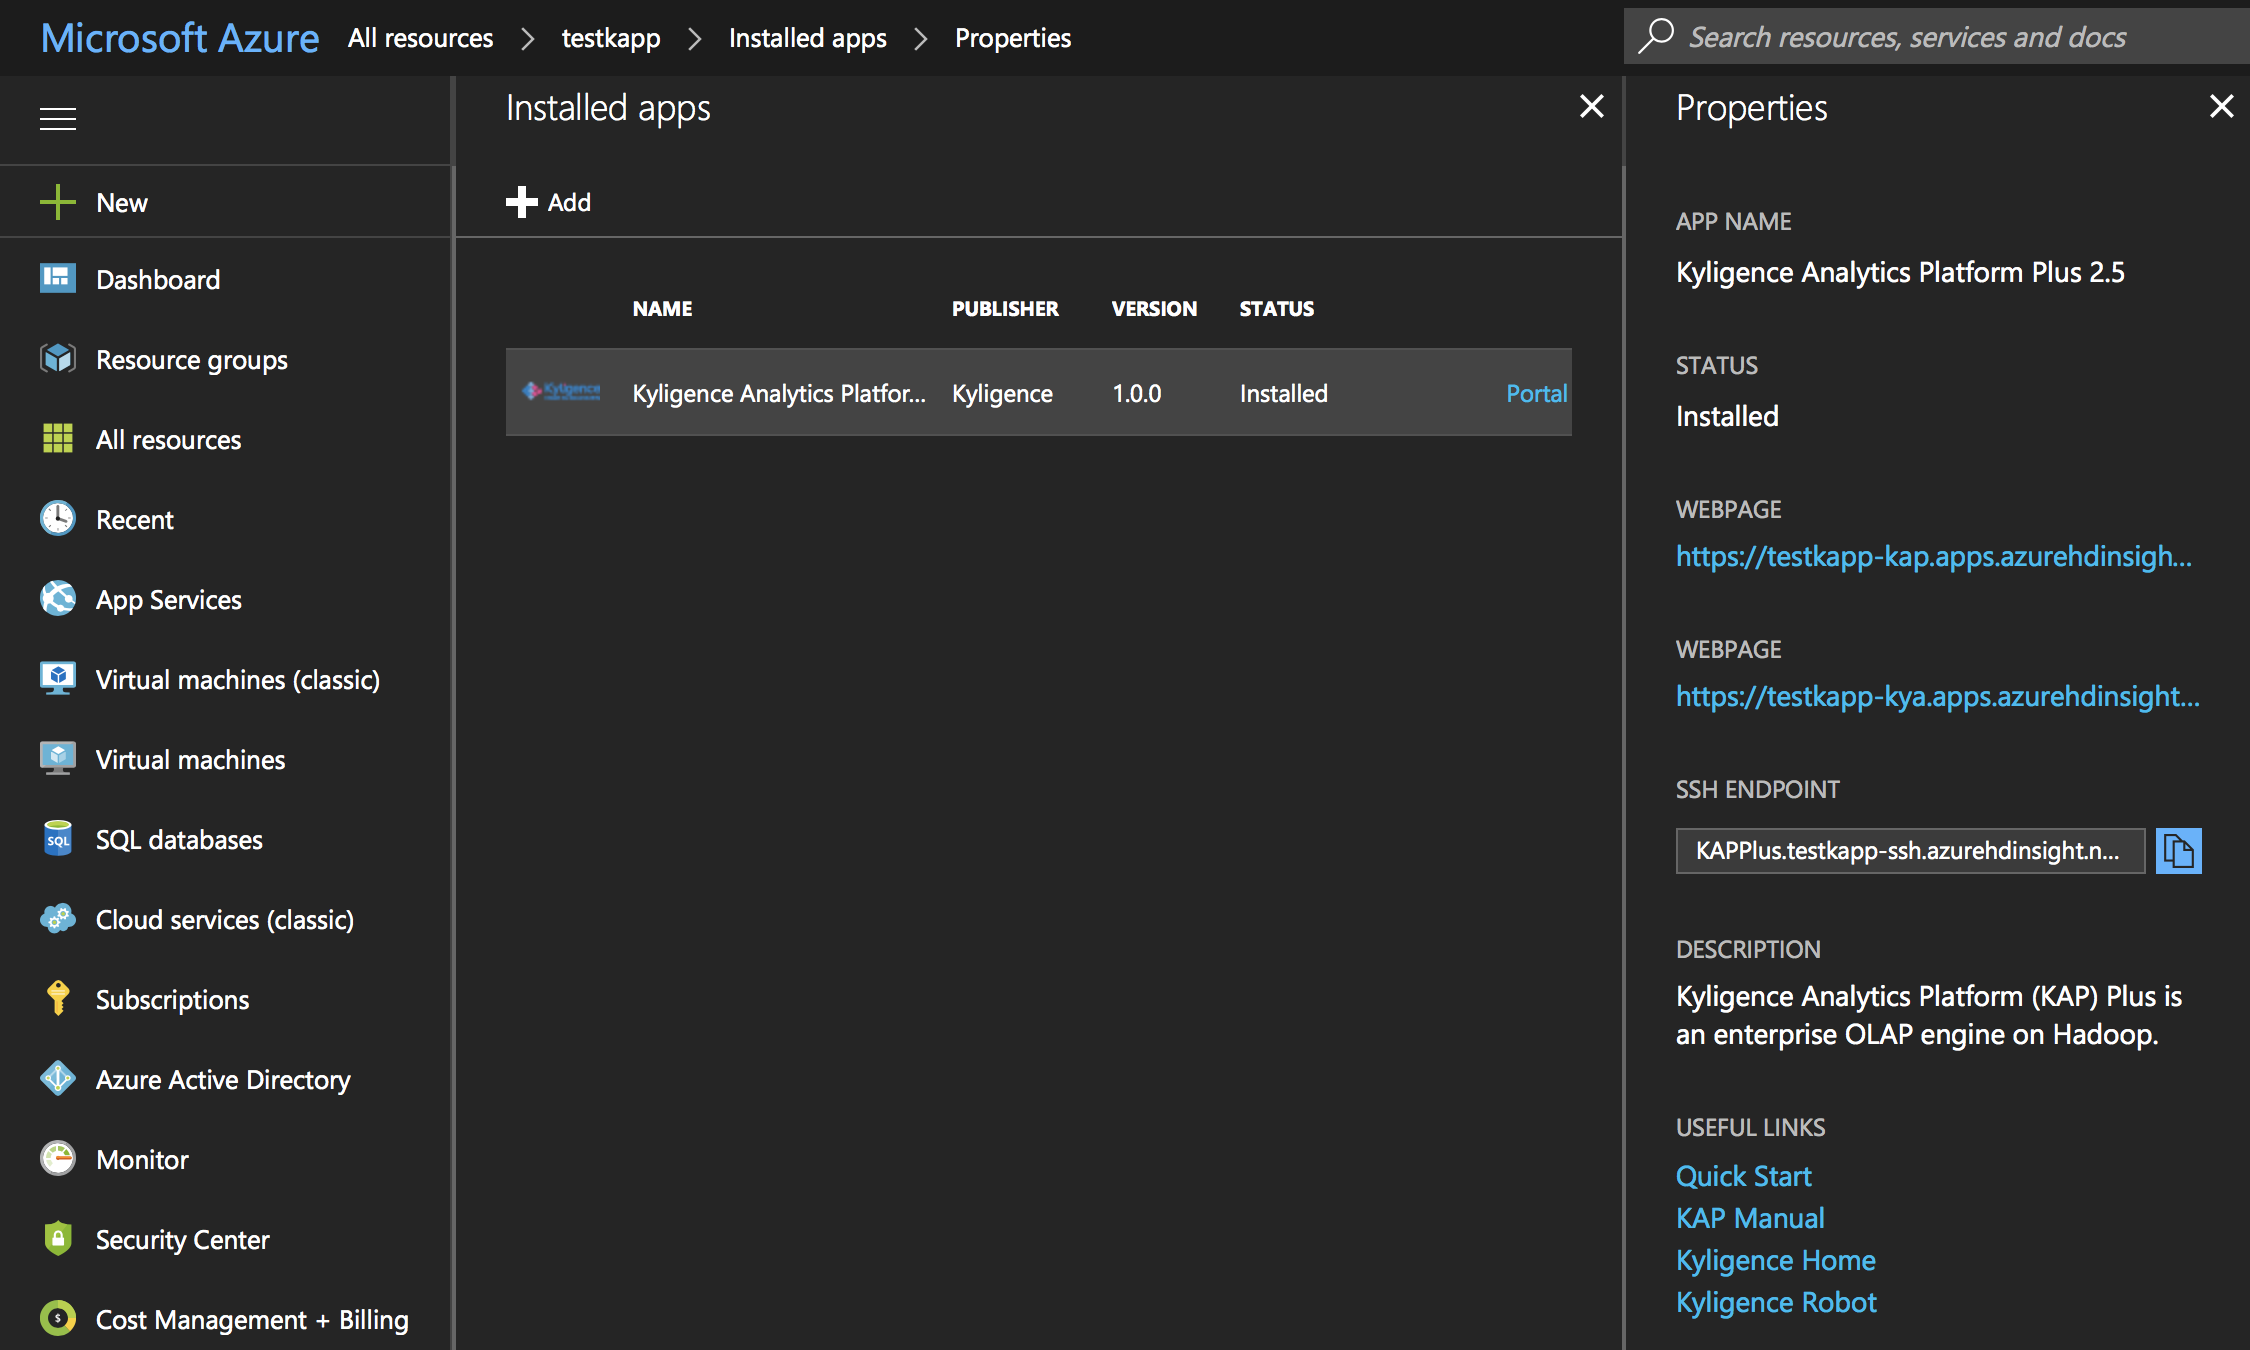 Microsoft Azure All resources > testkapp > Installed apps > Properties
Search resources, services and docs
New
Dashboard
Resource groups
All resources
Recent
App Services
Virtual machines (classic)
Virtual machines
SQL
SQL databases
Cloud services (classic)
Subscriptions
Azure Active Directory
Monitor
Security Center
$
Cost Management + Billing
Installed apps
Add
NAME PUBLISHER VERSION STATUS
Kyligence
Kyligence Analytics Platfor... Kyligence 1.0.0 Installed Portal
Properties
APP NAME
Kyligence Analytics Platform Plus 2.5
STATUS
Installed
WEBPAGE
https://testkapp-kap.apps.azurehdinsigh...
WEBPAGE
https://testkapp-kya.apps.azurehdinsight...
SSH ENDPOINT
KAPPlus.testkapp-ssh.azurehdinsight.n...
DESCRIPTION
Kyligence Analytics Platform (KAP) Plus is
an enterprise OLAP engine on Hadoop.
USEFUL LINKS
Quick Start
KAP Manual
Kyligence Home
Kyligence Robot